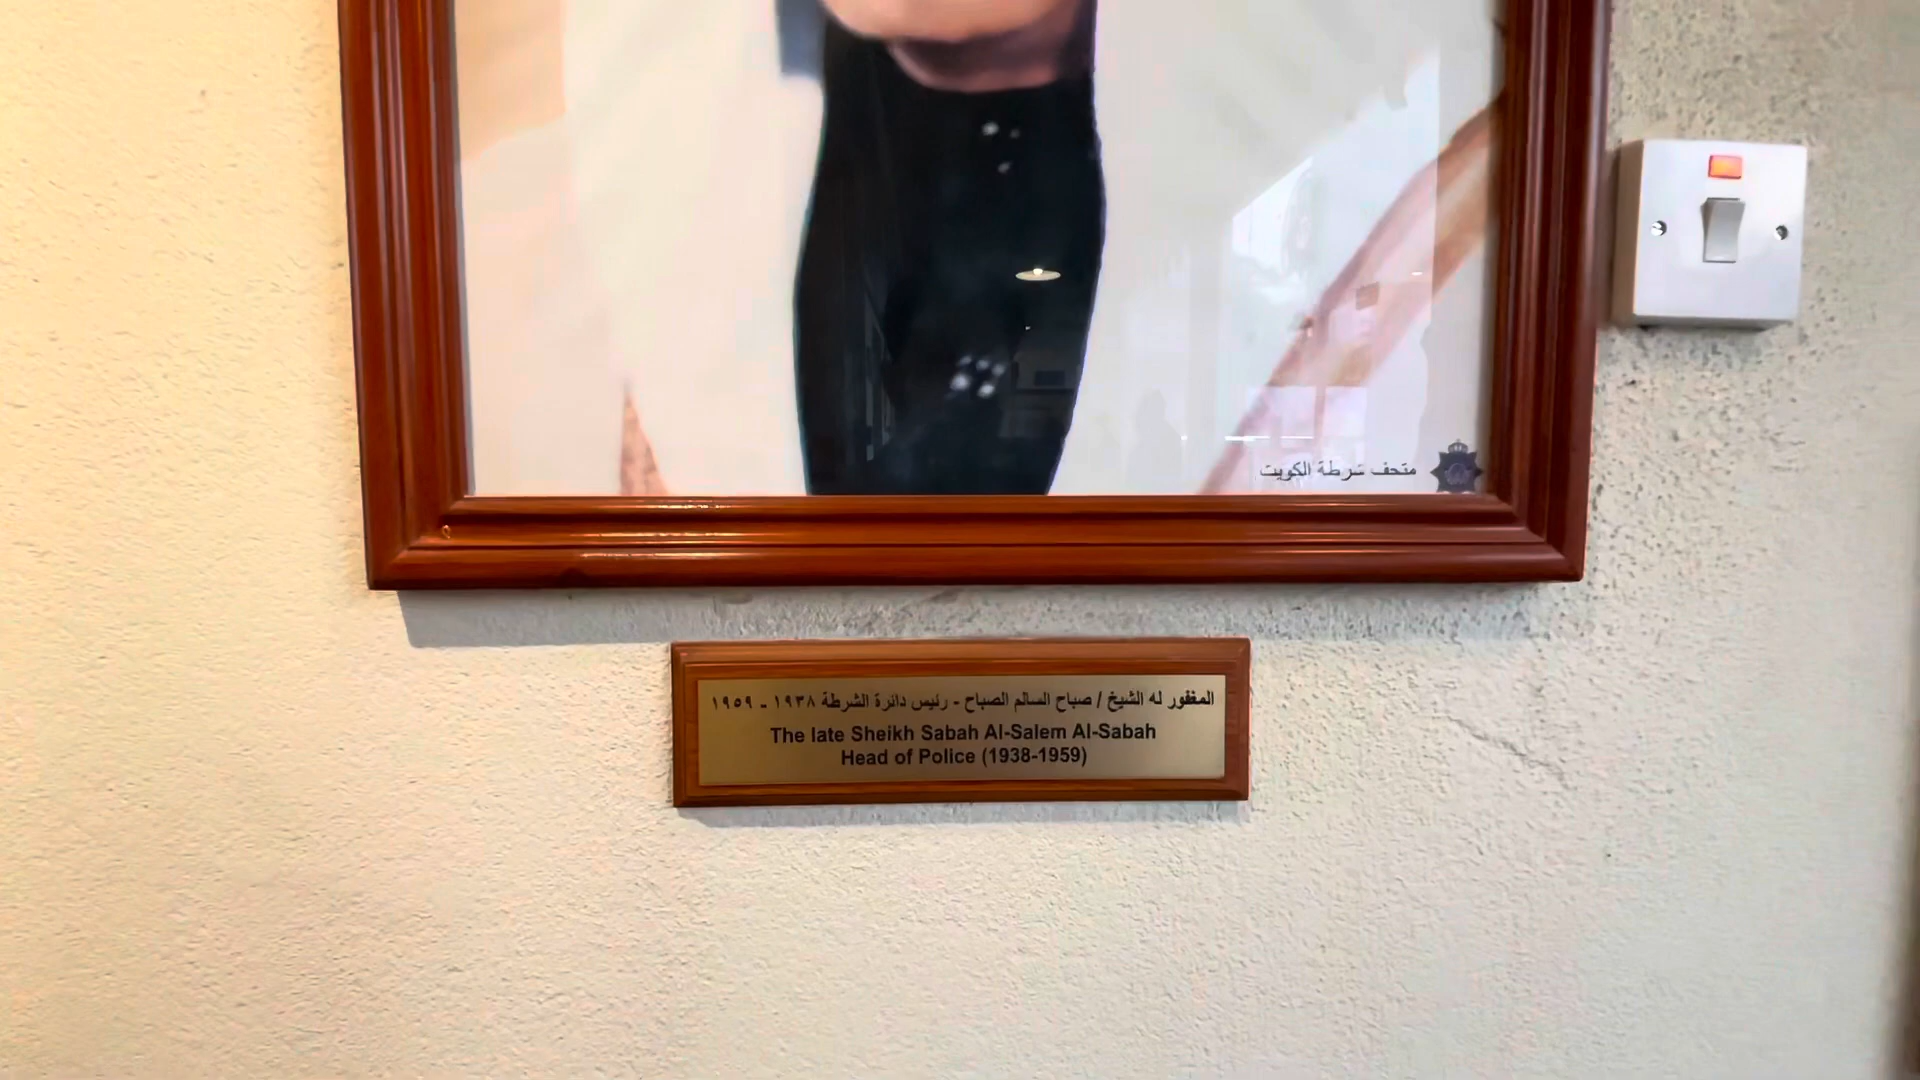 متحف شرطة الكويت
المغفور له الشيخ / صباح السالم الصباح - رئيس دائرة الشرطة ١٩٣٨ - ١٩٥٩
The late Sheikh Sabah Al-Salem Al-Sabah
Head of Police (1938-1959)